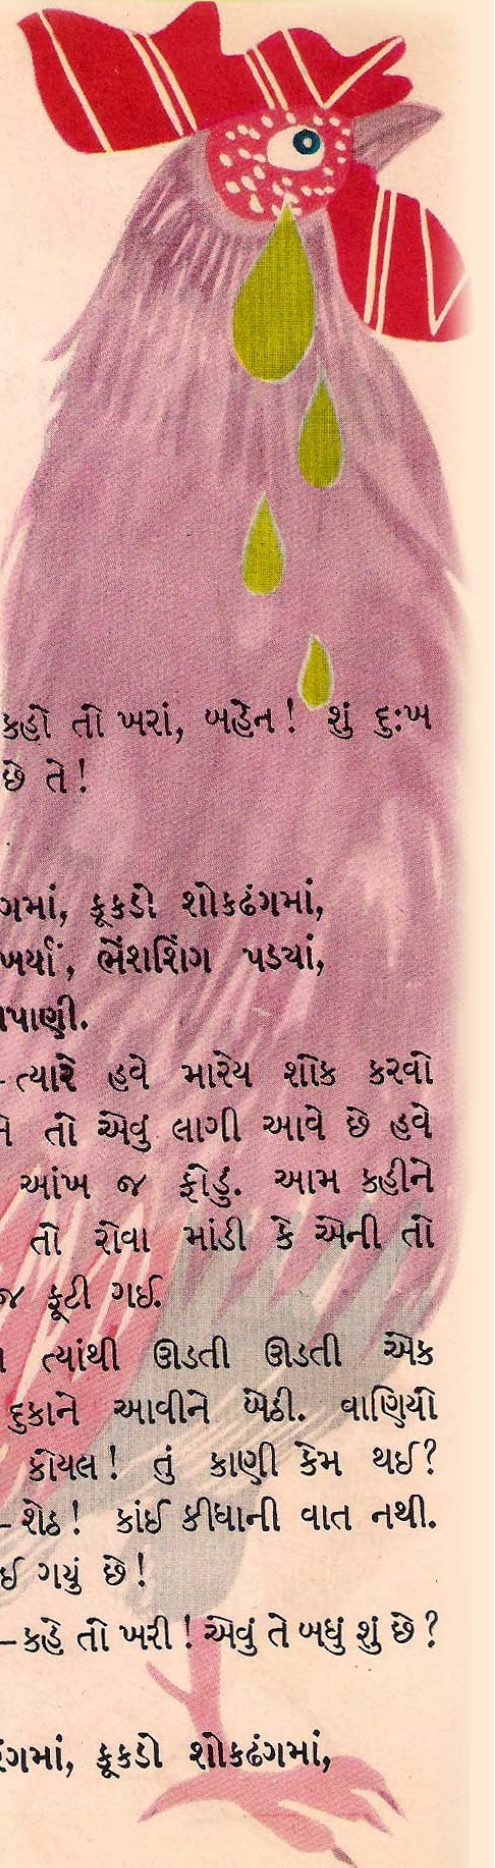 કહો તો ખરાં, બહેન! શું દુઃખ
છે તે!
ગમાં, કૂકડો શોકઢંગમાં,
ખર્યાં, ભેંશશિંગ પડ્યાં,
પાણી.
–ત્યારે હવે મારેય શોક કરવો
તો એવું લાગી આવે છે હવે
આંખ જ ફોડું. આમ કહીને
તો રોવા માંડી કે એની તો
જ ફૂટી ગઈ.
ત્યાંથી ઊડતી ઊડતી એક
દુકાને આવીને બેઠી. વાણિયો
કોયલ! તું કાણી કેમ થઈ?
–શેઠ! કાંઈ કીધાની વાત નથી.
ઈ ગયું છે!
–કહે તો ખરી! એવું તે બધું શું છે?
ગમાં, કૂકડો શોકઢંગમાં,